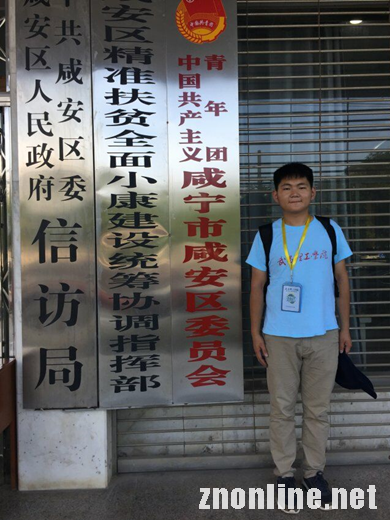 中共咸安区委
咸安区人民政府
信访局
安区精准扶贫全面小康建设统筹协调指挥部
中国共产主义
青年团
咸宁市咸安区委员会
znonline.net